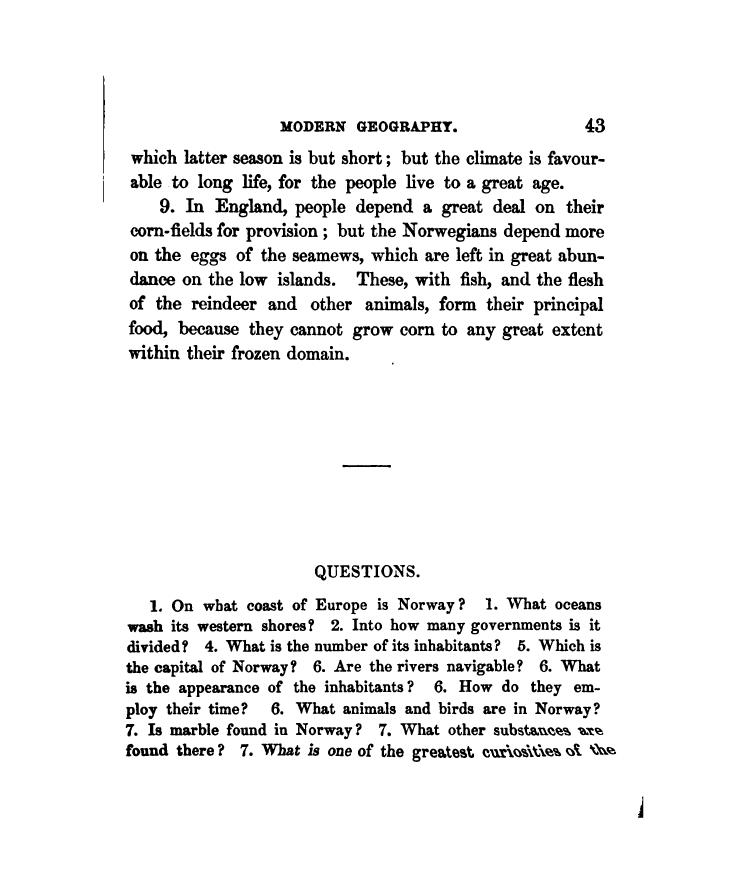 MODERN GEOGRAPHY. 43
which latter season is but short; but the climate is favour-
able to long life, for the people live to a great age.
9. In England, people depend a great deal on their
corn-fields for provision; but the Norwegians depend more
on the eggs of the seamews, which are left in great abun-
dance on the low islands. These, with fish, and the flesh
of the reindeer and other animals, form their principal
food, because they cannot grow corn to any great extent
within their frozen domain.
QUESTIONS.
1. On what coast of Europe is Norway? 1. What oceans
wash its western shores? 2. Into how many governments is it
divided? 4. What is the number of its inhabitants? 5. Which is
the capital of Norway? 6. Are the rivers navigable? 6. What
is the appearance of the inhabitants? 6. How do they em-
ploy their time? 6. What animals and birds are in Norway?
7. Is marble found in Norway? 7. What other substances are
found there? 7. What is one of the greatest curiosities of the